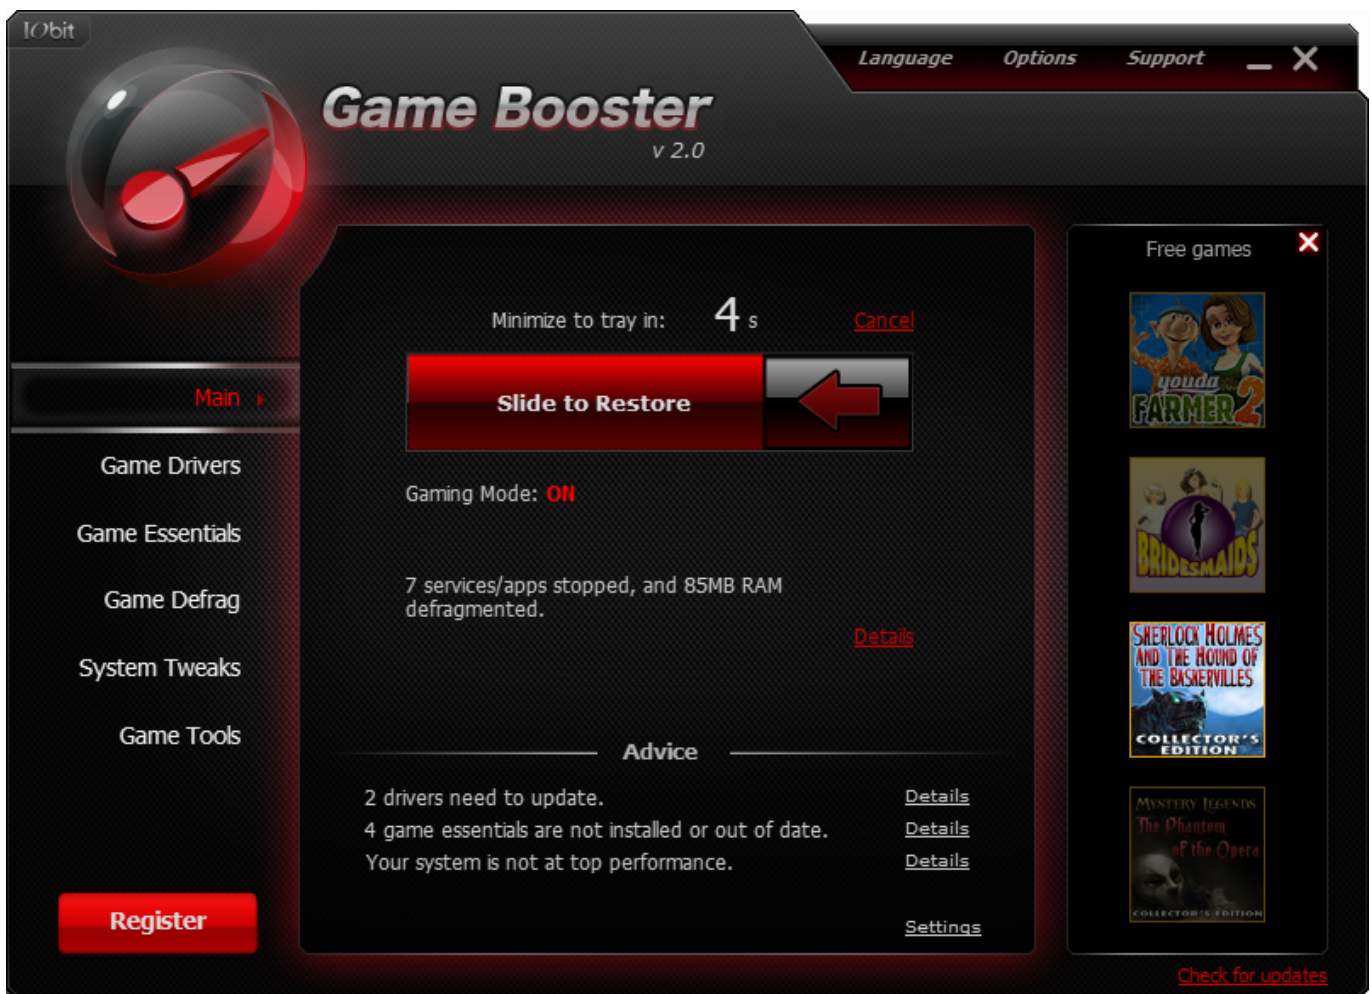 IObit
Language Options Support
Game Booster
v 2.0
Main
Game Drivers
Game Essentials
Game Defrag
System Tweaks
Game Tools
Register
Minimize to tray in: 4 s Cancel
Slide to Restore
Gaming Mode: ON
7 services/apps stopped, and 85MB RAM
defragmented.
Details
Advice
2 drivers need to update. Details
4 game essentials are not installed or out of date. Details
Your system is not at top performance. Details
Settings
Free games
youda
FARMER 2
BRIDESMAIDS
SHERLOCK HOLMES
AND THE HOUND OF
THE BASKERVILLES
COLLECTOR'S
EDITION
MYSTERY LEGENDS
The Phantom
of the Opera
COLLECTOR'S EDITION
Check for updates